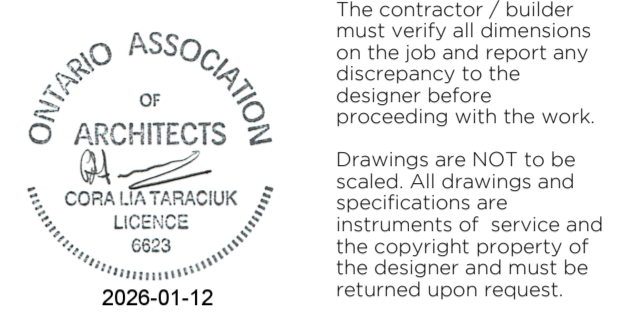 ONTARIO ASSOCIATION
OF
ARCHITECTS
CORA LIA TARACIUK
LICENCE
6623
2026-01-12
The contractor / builder
must verify all dimensions
on the job and report any
discrepancy to the
designer before
proceeding with the work.
Drawings are NOT to be
scaled. All drawings and
specifications are
instruments of service and
the copyright property of
the designer and must be
returned upon request.